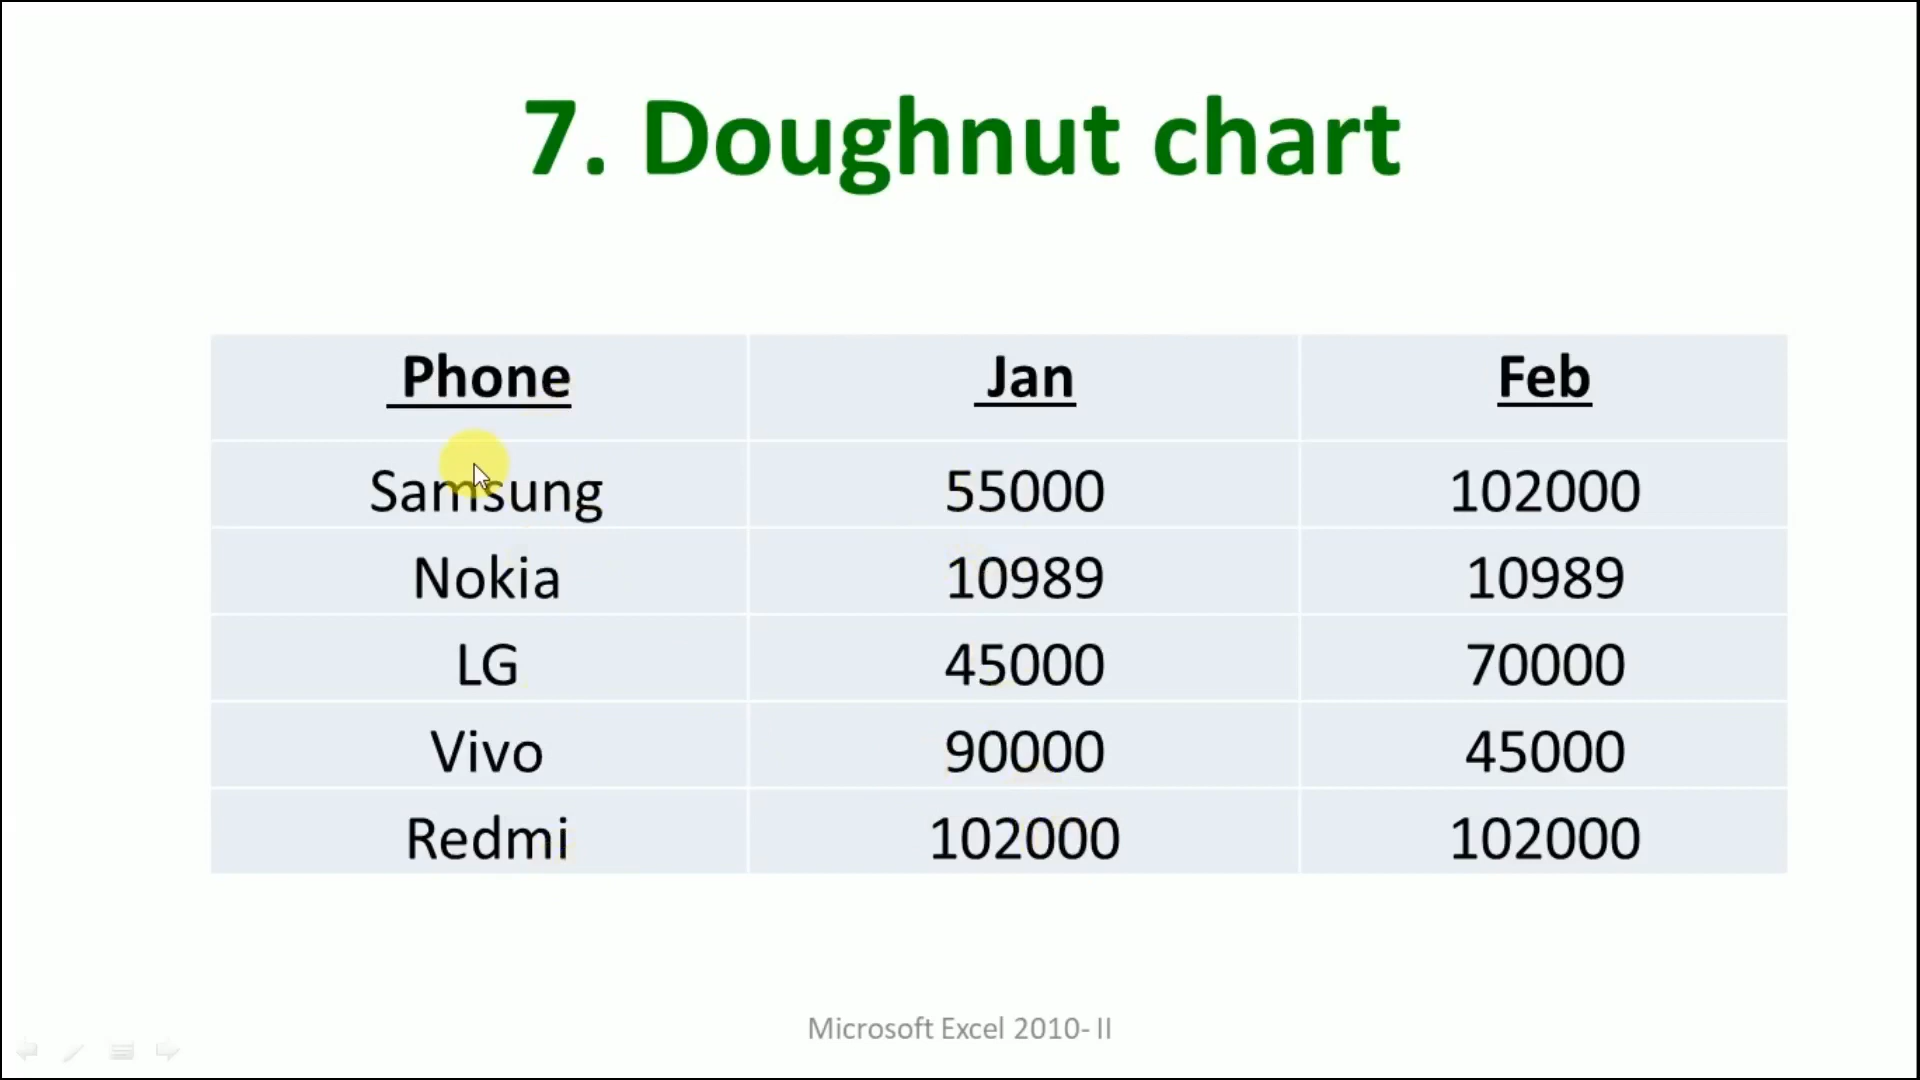 7. Doughnut chart
Phone Jan Feb
Samsung 55000 102000
Nokia 10989 10989
LG 45000 70000
Vivo 90000 45000
Redmi 102000 102000
Microsoft Excel 2010- II